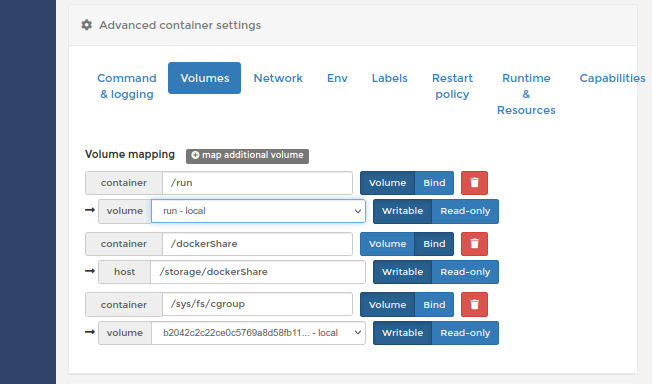 Advanced container settings
Command & logging
Volumes
Network
Env
Labels
Restart policy
Runtime & Resources
Capabilities
Volume mapping map additional volume
container /run Volume Bind
volume run - local Writable Read-only
container /dockerShare Volume Bind
host /storage/dockerShare Writable Read-only
container /sys/fs/cgroup Volume Bind
volume b2042c2c22ce0c5769a8d58fb11... - local Writable Read-only